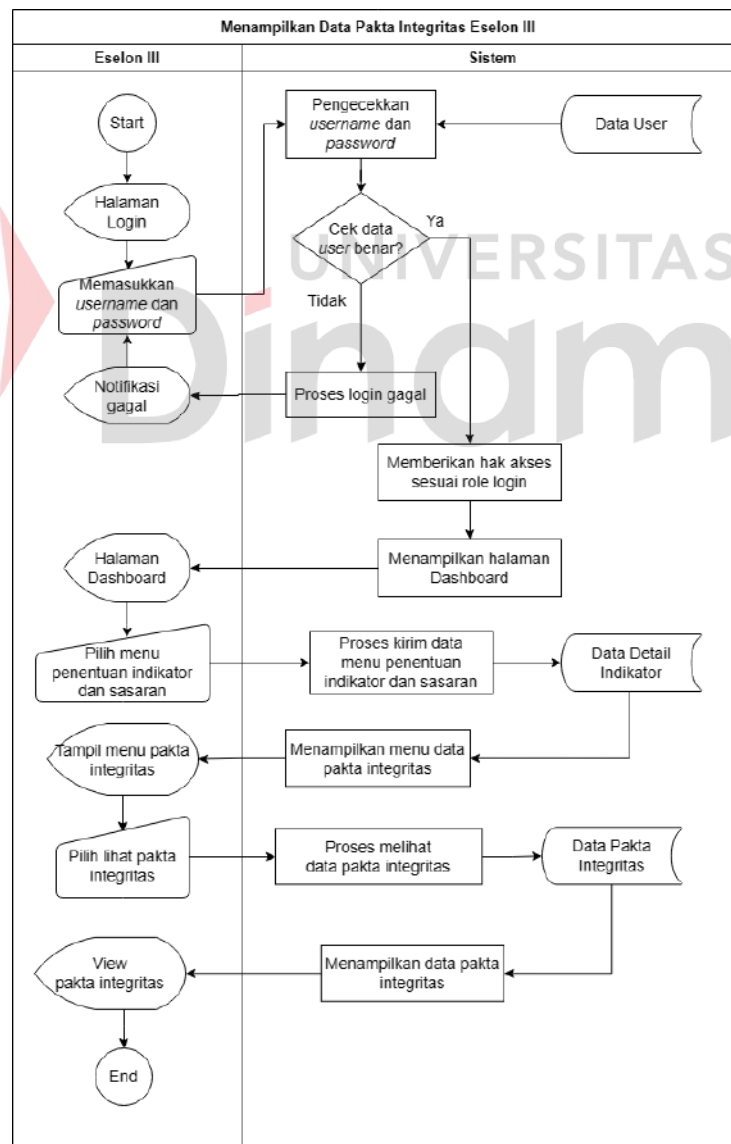 Menampilkan Data Pakta Integritas Eselon III
Eselon III
Sistem
Start
Pengecekkan
username dan
password
Data User
Halaman
Login
Cek data
user benar?
Ya
UNIVERSITAS
Memasukkan
username dan
password
Tidak
Dinam
Notifikasi
gagal
Proses login gagal
Memberikan hak akses
sesuai role login
Halaman
Dashboard
Menampilkan halaman
Dashboard
Pilih menu
penentuan indikator
dan sasaran
Proses kirim data
menu penentuan
indikator dan sasaran
Data Detail
Indikator
Tampil menu pakta
integritas
Menampilkan menu data
pakta integritas
Pilih lihat pakta
integritas
Proses melihat
data pakta integritas
Data Pakta
Integritas
View
pakta integritas
Menampilkan data pakta
integritas
End